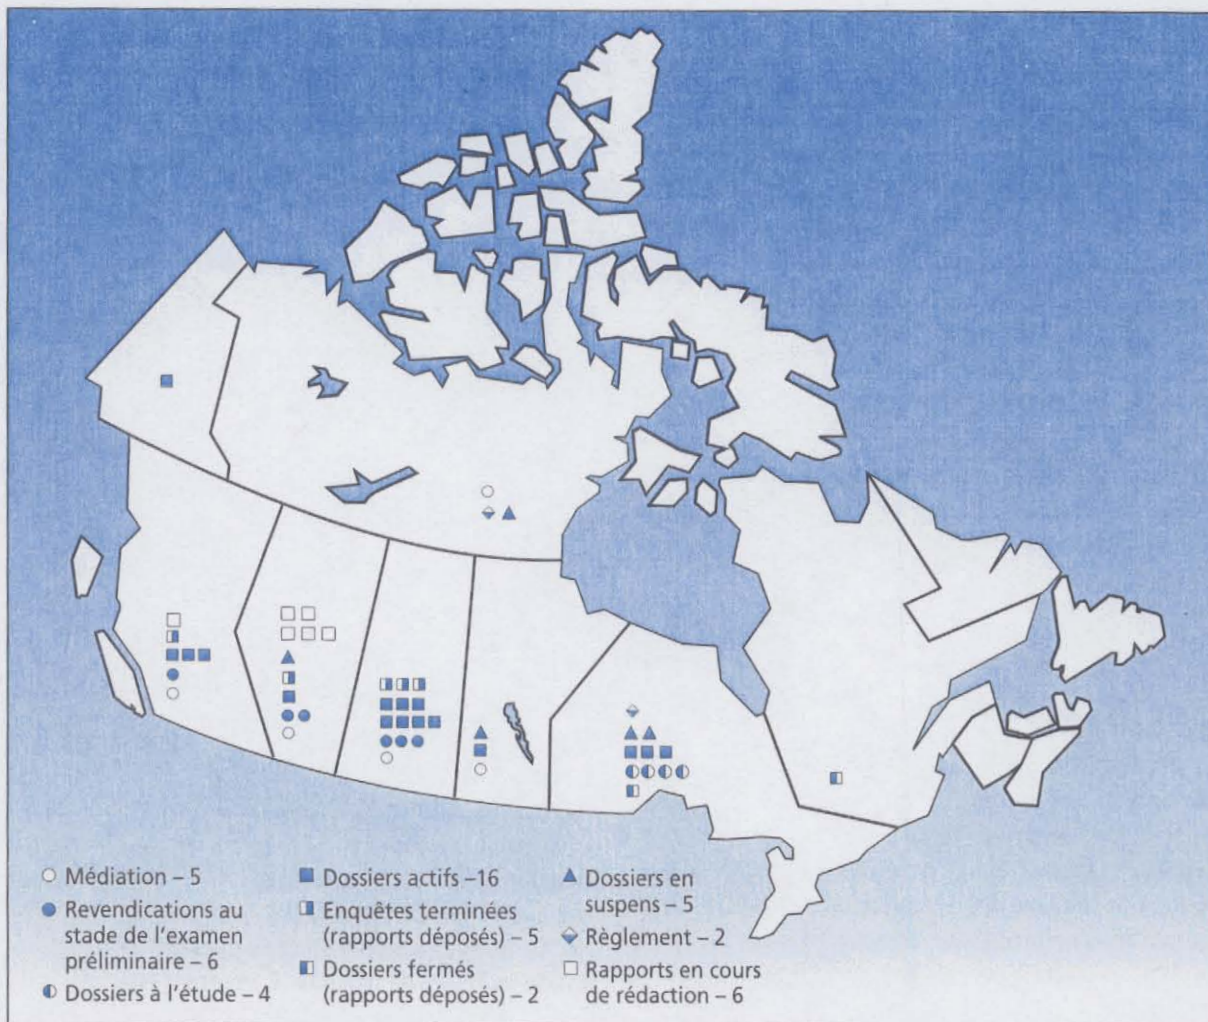 Médiation – 5
Revendications au
stade de l'examen
préliminaire – 6
Dossiers à l'étude – 4
Dossiers actifs –16
Enquêtes terminées
(rapports déposés) – 5
Dossiers fermés
(rapports déposés) – 2
Dossiers en
suspens – 5
Règlement – 2
Rapports en cours
de rédaction – 6